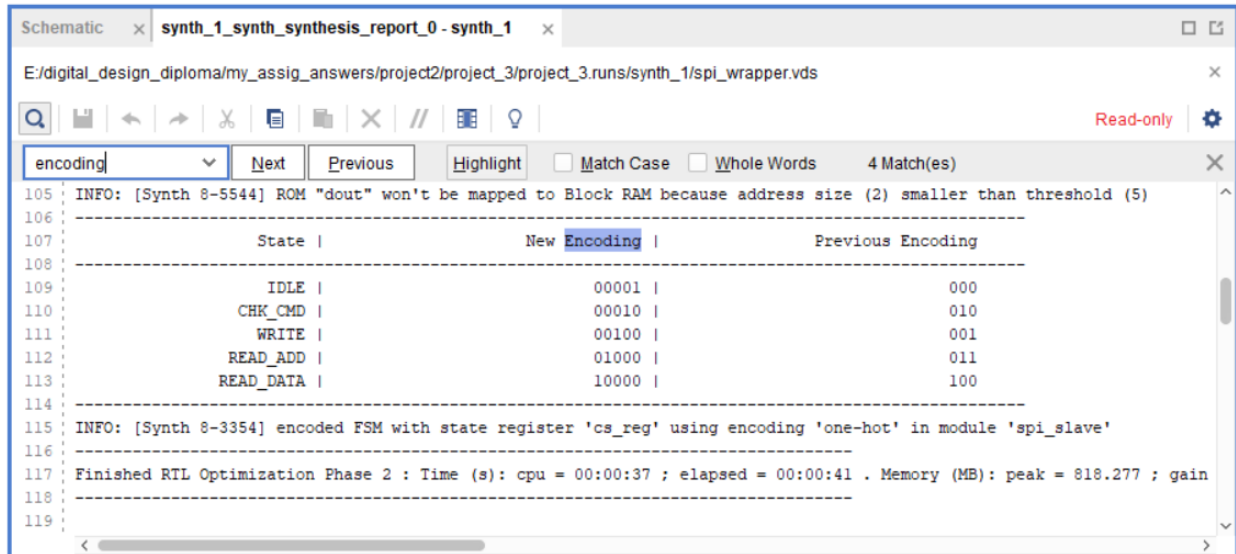 Schematic × synth_1_synth_synthesis_report_0 - synth_1 ×
E:/digital_design_diploma/my_assig_answers/project2/project_3/project_3.runs/synth_1/spi_wrapper.vds
Read-only
encoding Next Previous Highlight Match Case Whole Words 4 Match(es)
105 INFO: [Synth 8-5544] ROM "dout" won't be mapped to Block RAM because address size (2) smaller than threshold (5)
106 ---------------------------------------------------------------------------------------------------
107 State | New Encoding | Previous Encoding
108 ---------------------------------------------------------------------------------------------------
109 IDLE | 00001 | 000
110 CHK_CMD | 00010 | 010
111 WRITE | 00100 | 001
112 READ_ADD | 01000 | 011
113 READ_DATA | 10000 | 100
114 ---------------------------------------------------------------------------------------------------
115 INFO: [Synth 8-3354] encoded FSM with state register 'cs_reg' using encoding 'one-hot' in module 'spi_slave'
116 ---------------------------------------------------------------------------------
117 Finished RTL Optimization Phase 2 : Time (s): cpu = 00:00:37 ; elapsed = 00:00:41 . Memory (MB): peak = 818.277 ; gain
118 ---------------------------------------------------------------------------------
119